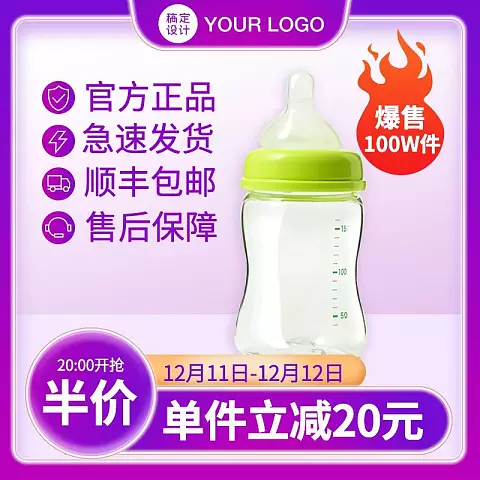 稿定
设计
YOUR LOGO
官方正品
急速发货
顺丰包邮
售后保障
爆售
100W件
15
100
50
20:00开抢
半价
12月11日-12月12日
单件立减20元